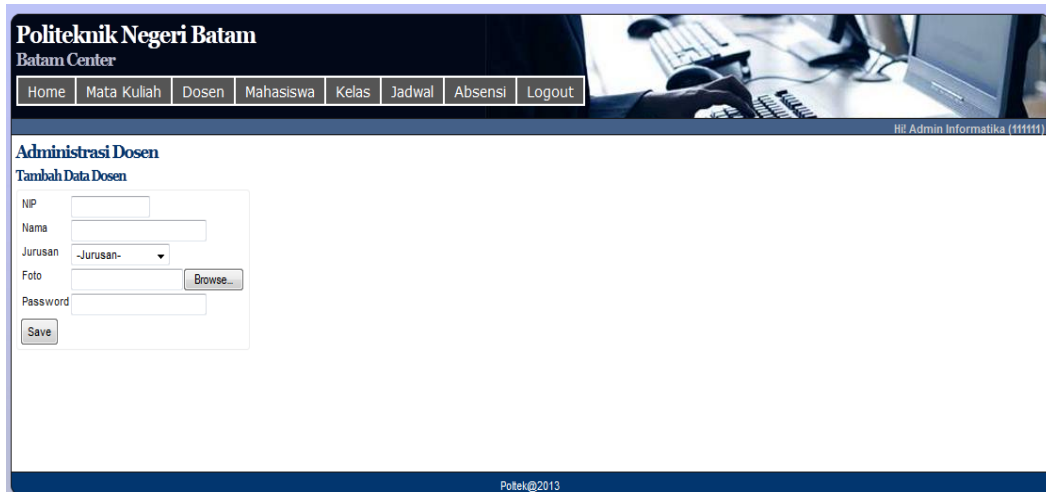 Politeknik Negeri Batam
Batam Center
Home Mata Kuliah Dosen Mahasiswa Kelas Jadwal Absensi Logout
Hi! Admin Informatika (111111)
Administrasi Dosen
Tambah Data Dosen
NIP
Nama
Jurusan -Jurusan-
Foto Browse...
Password
Save
Poltek@2013